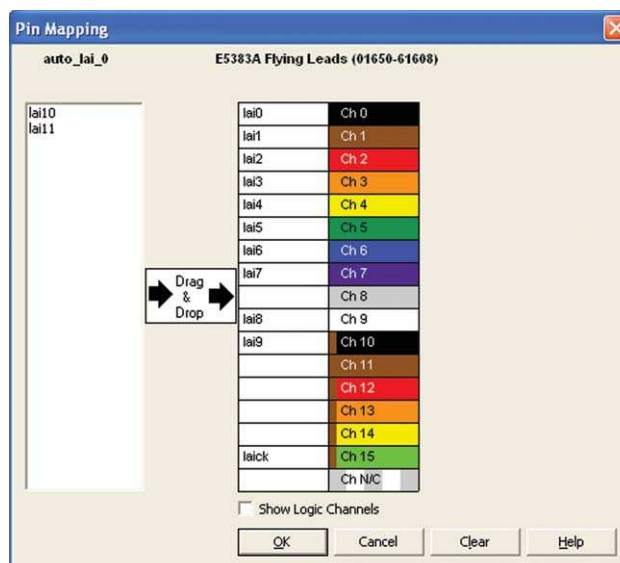 Pin Mapping
auto_lai_0 E5383A Flying Leads (01650-61608)
lai10
lai11
Drag
&
Drop
lai0 Ch 0
lai1 Ch 1
lai2 Ch 2
lai3 Ch 3
lai4 Ch 4
lai5 Ch 5
lai6 Ch 6
lai7 Ch 7
Ch 8
lai8 Ch 9
lai9 Ch 10
Ch 11
Ch 12
Ch 13
Ch 14
laick Ch 15
Ch N/C
Show Logic Channels
OK Cancel Clear Help